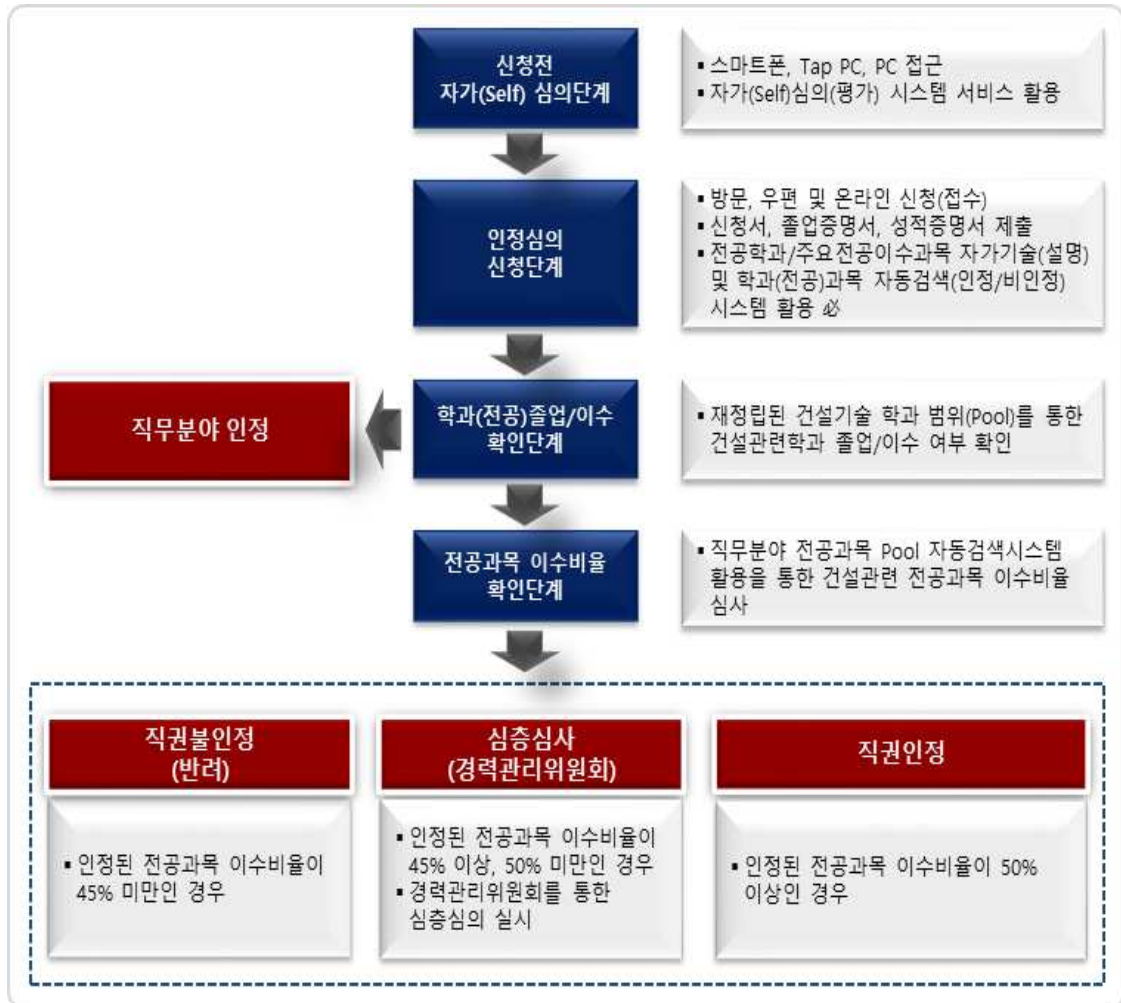 신청전
자가(Self) 심의단계
▪ 스마트폰, Tap PC, PC 접근
▪ 자가(Self)심의(평가) 시스템 서비스 활용
인정심의
신청단계
▪ 방문, 우편 및 온라인 신청(접수)
▪ 신청서, 졸업증명서, 성적증명서 제출
▪ 전공학과/주요전공이수과목 자가기술(설명)
및 학과(전공)과목 자동검색(인정/비인정)
시스템 활용
직무분야 인정
학과(전공)졸업/이수
확인단계
▪ 재정립된 건설기술 학과 범위(Pool)를 통한
건설관련학과 졸업/이수 여부 확인
전공과목 이수비율
확인단계
▪ 직무분야 전공과목 Pool 자동검색시스템
활용을 통한 건설관련 전공과목 이수비율
심사
직권불인정
(반려)
▪ 인정된 전공과목 이수비율이
45% 미만인 경우
심층심사
(경력관리위원회)
▪ 인정된 전공과목 이수비율이
45% 이상, 50% 미만인 경우
▪ 경력관리위원회를 통한
심층심의 실시
직권인정
▪ 인정된 전공과목 이수비율이 50%
이상인 경우